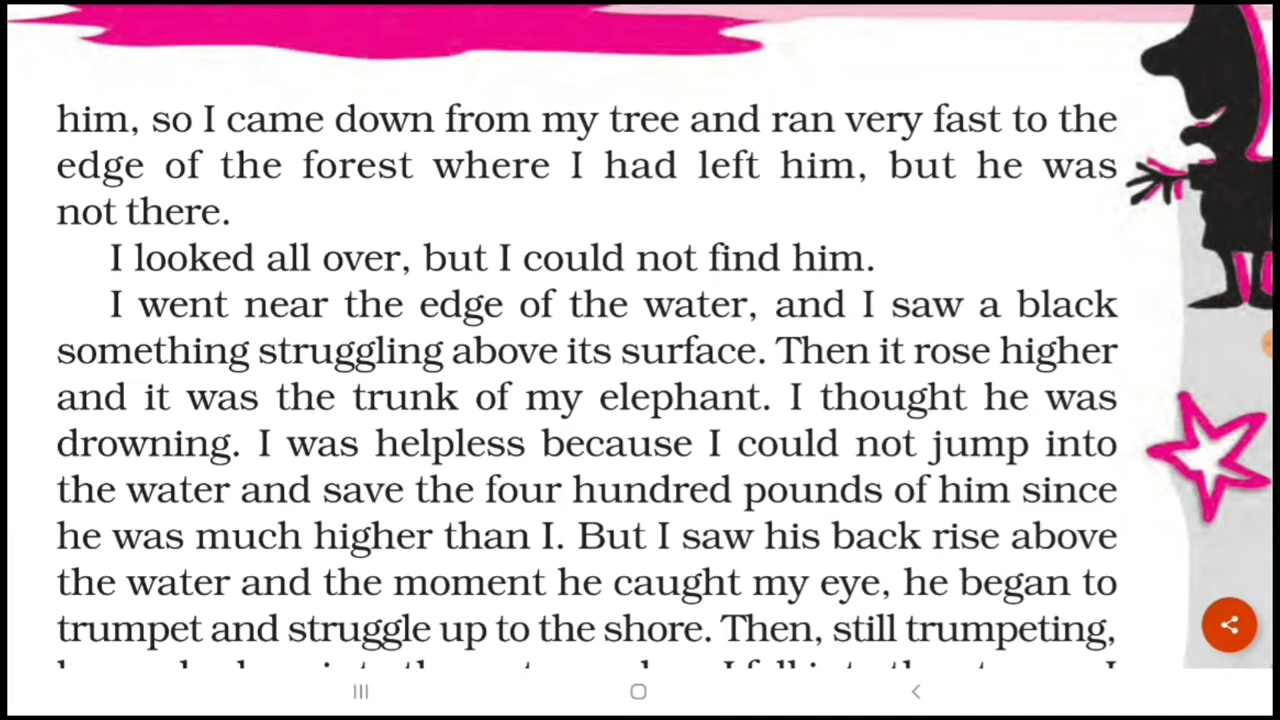 him, so I came down from my tree and ran very fast to the
edge of the forest where I had left him, but he was
not there.
I looked all over, but I could not find him.
I went near the edge of the water, and I saw a black
something struggling above its surface. Then it rose higher
and it was the trunk of my elephant. I thought he was
drowning. I was helpless because I could not jump into
the water and save the four hundred pounds of him since
he was much higher than I. But I saw his back rise above
the water and the moment he caught my eye, he began to
trumpet and struggle up to the shore. Then, still trumpeting,